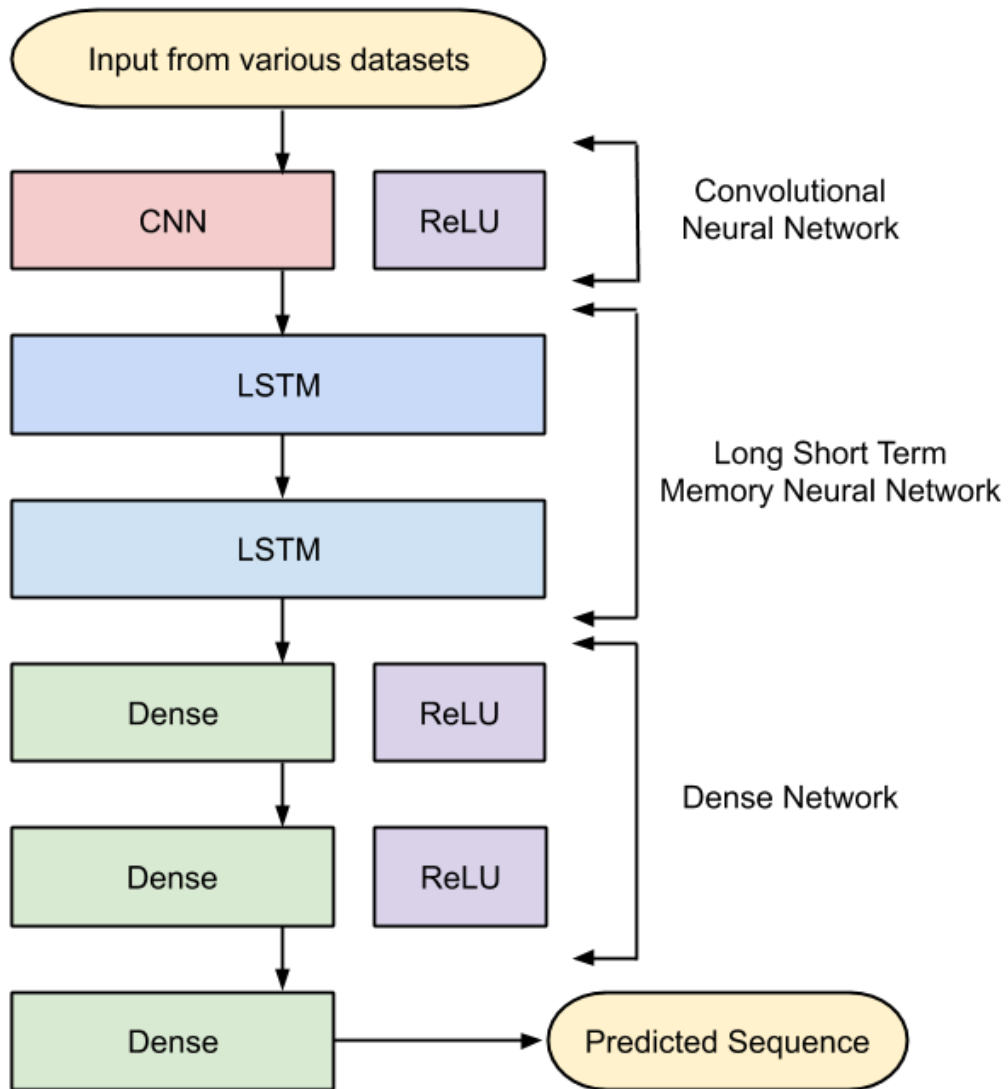 Input from various datasets
CNN
ReLU
Convolutional
Neural Network
LSTM
LSTM
Long Short Term
Memory Neural Network
Dense
ReLU
Dense
ReLU
Dense Network
Dense
Predicted Sequence